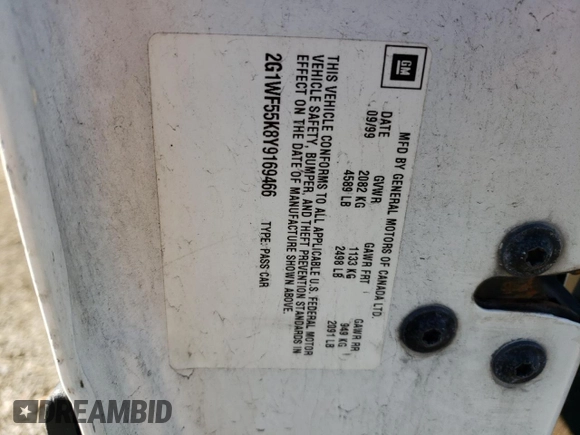 GM
MFD BY GENERAL MOTORS OF CANADA LTD.
DATE GVWR GAWR FRT GAWR RR
09/99 2082 KG 1133 KG 949 KG
4589 LB 2498 LB 2091 LB
THIS VEHICLE CONFORMS TO ALL APPLICABLE U.S. FEDERAL MOTOR
VEHICLE SAFETY, BUMPER, AND THEFT PREVENTION STANDARDS IN
EFFECT ON THE DATE OF MANUFACTURE SHOWN ABOVE.
2G1WF55K8Y9169466 TYPE: PASS CAR
DREAMBID